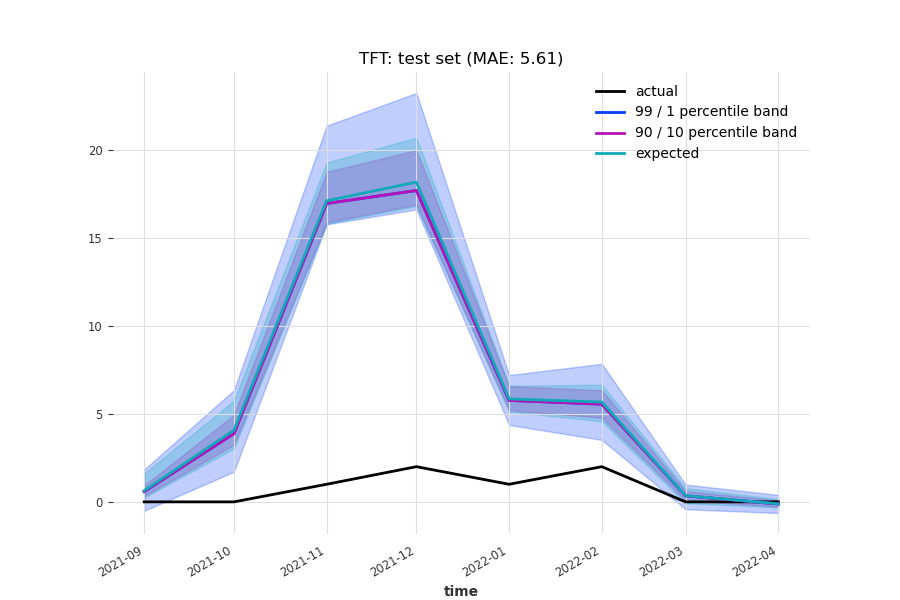 TFT: test set (MAE: 5.61)
actual
99 / 1 percentile band
90 / 10 percentile band
expected
20
15
10
5
0
2021-09
2021-10
2021-11
2021-12
2022-01
2022-02
2022-03
2022-04
time